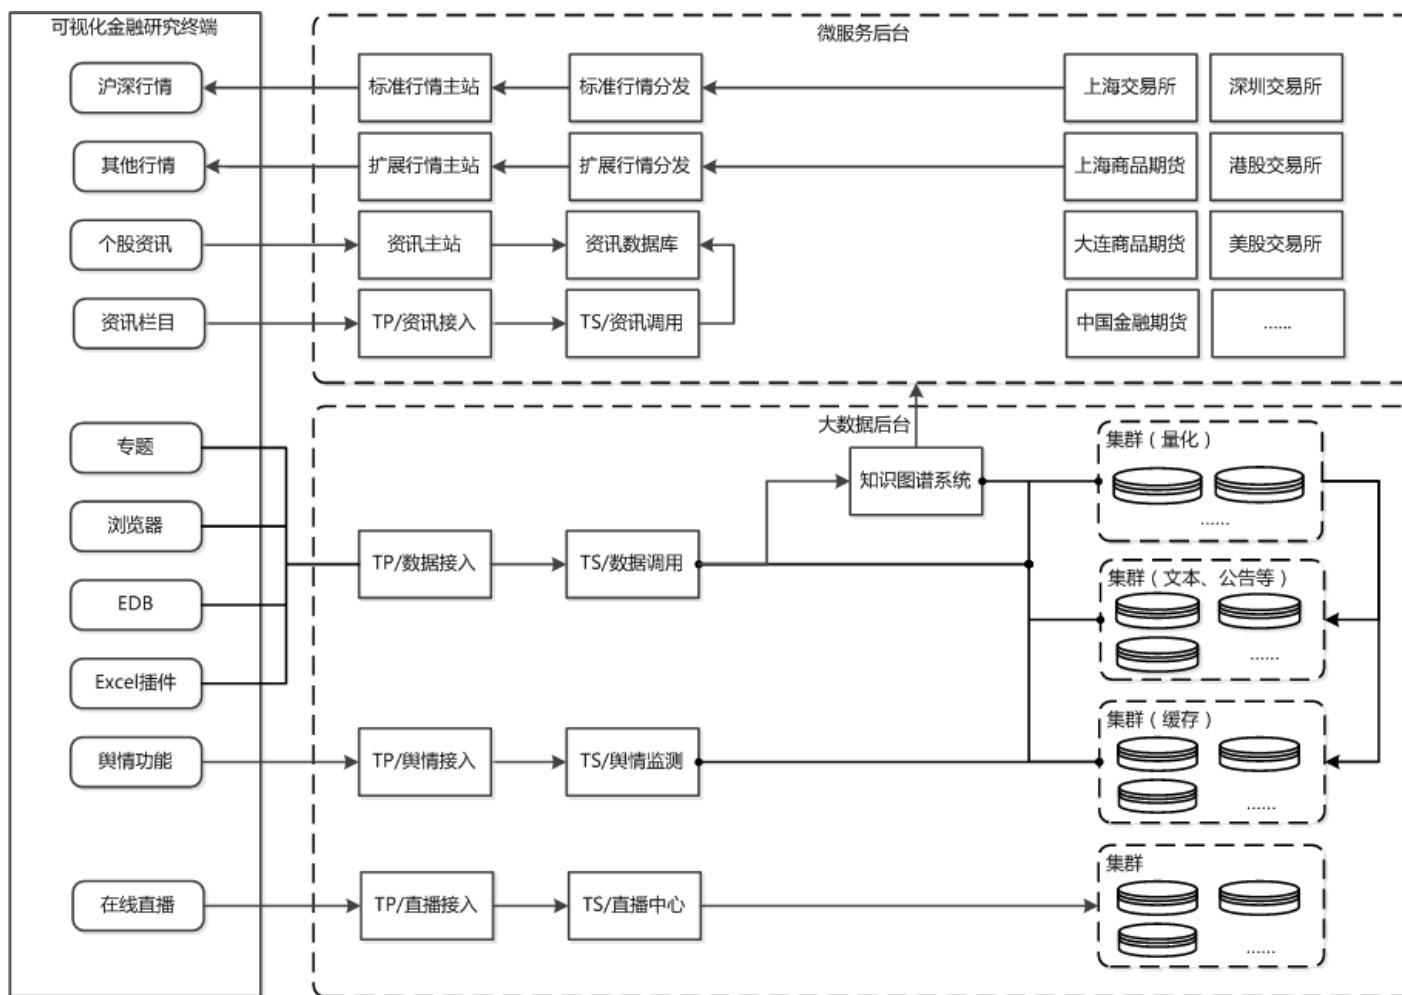 可视化金融研究终端
微服务后台
沪深行情
标准行情主站
标准行情分发
上海交易所
深圳交易所
其他行情
扩展行情主站
扩展行情分发
上海商品期货
港股交易所
个股资讯
资讯主站
资讯数据库
大连商品期货
美股交易所
资讯栏目
TP/资讯接入
TS/资讯调用
中国金融期货
......
大数据后台
专题
知识图谱系统
集群（量化）
......
浏览器
TP/数据接入
TS/数据调用
集群（文本、公告等）
......
EDB
Excel插件
舆情功能
TP/舆情接入
TS/舆情监测
集群（缓存）
......
在线直播
TP/直播接入
TS/直播中心
集群
......